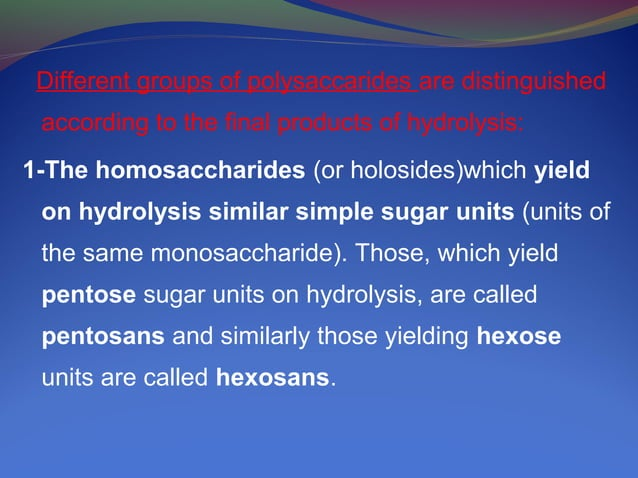 Different groups of polysaccarides are distinguished
according to the final products of hydrolysis:
1-The homosaccharides (or holosides)which yield
on hydrolysis similar simple sugar units (units of
the same monosaccharide). Those, which yield
pentose sugar units on hydrolysis, are called
pentosans and similarly those yielding hexose
units are called hexosans.